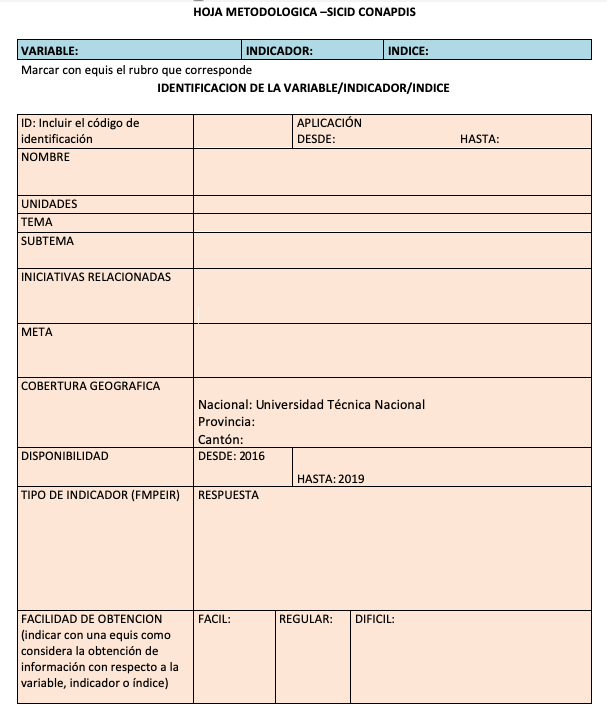 HOJA METODOLOGICA –SICID CONAPDIS
VARIABLE: INDICADOR: INDICE:
Marcar con equis el rubro que corresponde
IDENTIFICACION DE LA VARIABLE/INDICADOR/INDICE
ID: Incluir el código de
identificación
APLICACIÓN
DESDE: HASTA:
NOMBRE
UNIDADES
TEMA
SUBTEMA
INICIATIVAS RELACIONADAS
META
COBERTURA GEOGRAFICA
Nacional: Universidad Técnica Nacional
Provincia:
Cantón:
DISPONIBILIDAD DESDE: 2016
HASTA: 2019
TIPO DE INDICADOR (FMPEIR) RESPUESTA
FACILIDAD DE OBTENCION
(indicar con una equis como
considera la obtención de
información con respecto a la
variable, indicador o índice)
FACIL: REGULAR: DIFICIL: